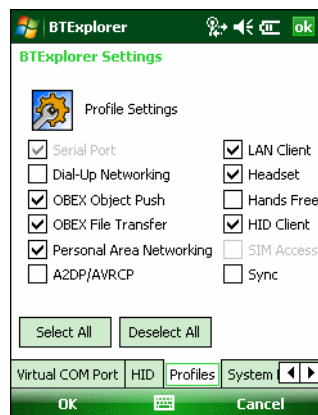 BTExplorer ok
BTExplorer Settings
Profile Settings
Serial Port LAN Client
Dial-Up Networking Headset
OBEX Object Push Hands Free
OBEX File Transfer HID Client
Personal Area Networking SIM Access
A2DP/AVRCP Sync
Select All Deselect All
Virtual COM Port HID Profiles System
OK Cancel